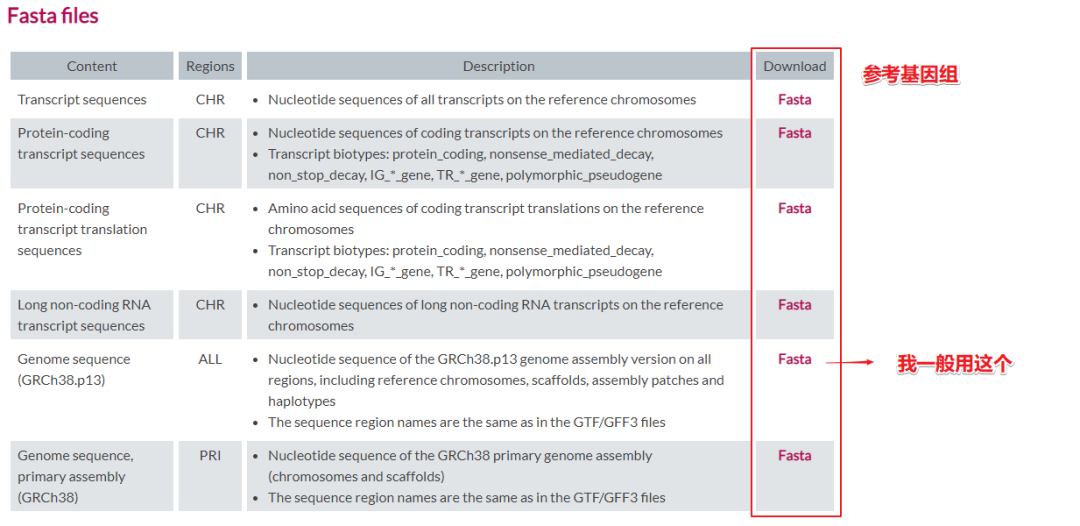 Fasta files
Content Regions Description Download
参考基因组
Transcript sequences CHR • Nucleotide sequences of all transcripts on the reference chromosomes Fasta
Protein-coding CHR • Nucleotide sequences of coding transcripts on the reference chromosomes Fasta
transcript sequences • Transcript biotypes: protein_coding, nonsense_mediated_decay,
non_stop_decay, IG_*_gene, TR_*_gene, polymorphic_pseudogene
Protein-coding CHR • Amino acid sequences of coding transcript translations on the reference Fasta
transcript translation chromosomes
sequences • Transcript biotypes: protein_coding, nonsense_mediated_decay,
non_stop_decay, IG_*_gene, TR_*_gene, polymorphic_pseudogene
Long non-coding RNA CHR • Nucleotide sequences of long non-coding RNA transcripts on the reference Fasta
transcript sequences chromosomes
Genome sequence ALL • Nucleotide sequence of the GRCh38.p13 genome assembly version on all Fasta 我一般用这个
(GRCh38.p13) regions, including reference chromosomes, scaffolds, assembly patches and
haplotypes
• The sequence region names are the same as in the GTF/GFF3 files
Genome sequence, PRI • Nucleotide sequence of the GRCh38 primary genome assembly Fasta
primary assembly (chromosomes and scaffolds)
(GRCh38) • The sequence region names are the same as in the GTF/GFF3 files